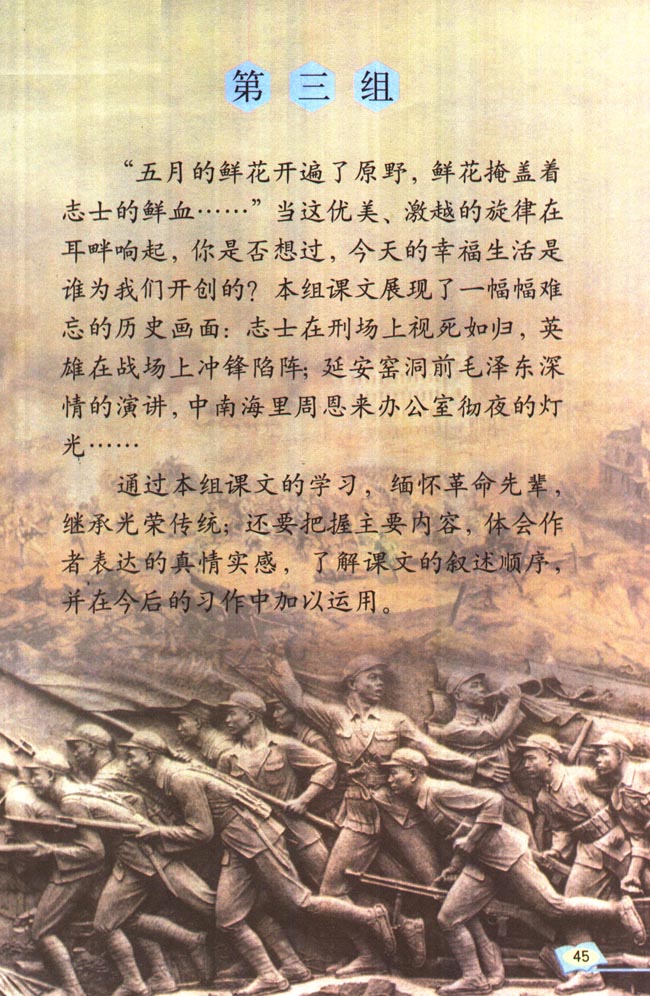 第三组
“五月的鲜花开遍了原野，鲜花掩盖着
志士的鲜血……”当这优美、激越的旋律在
耳畔响起，你是否想过，今天的幸福生活是
谁为我们开创的？本组课文展现了一幅幅难
忘的历史画面：志士在刑场上视死如归，英
雄在战场上冲锋陷阵；延安窑洞前毛泽东深
情的演讲，中南海里周恩来办公室彻夜的灯
光……
通过本组课文的学习，缅怀革命先辈，
继承光荣传统；还要把握主要内容，体会作
者表达的真情实感，了解课文的叙述顺序，
并在今后的习作中加以运用。
45